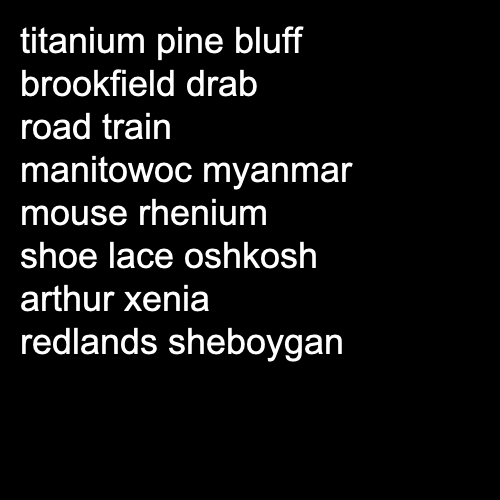 titanium pine bluff
brookfield drab
road train
manitowoc myanmar
mouse rhenium
shoe lace oshkosh
arthur xenia
redlands sheboygan